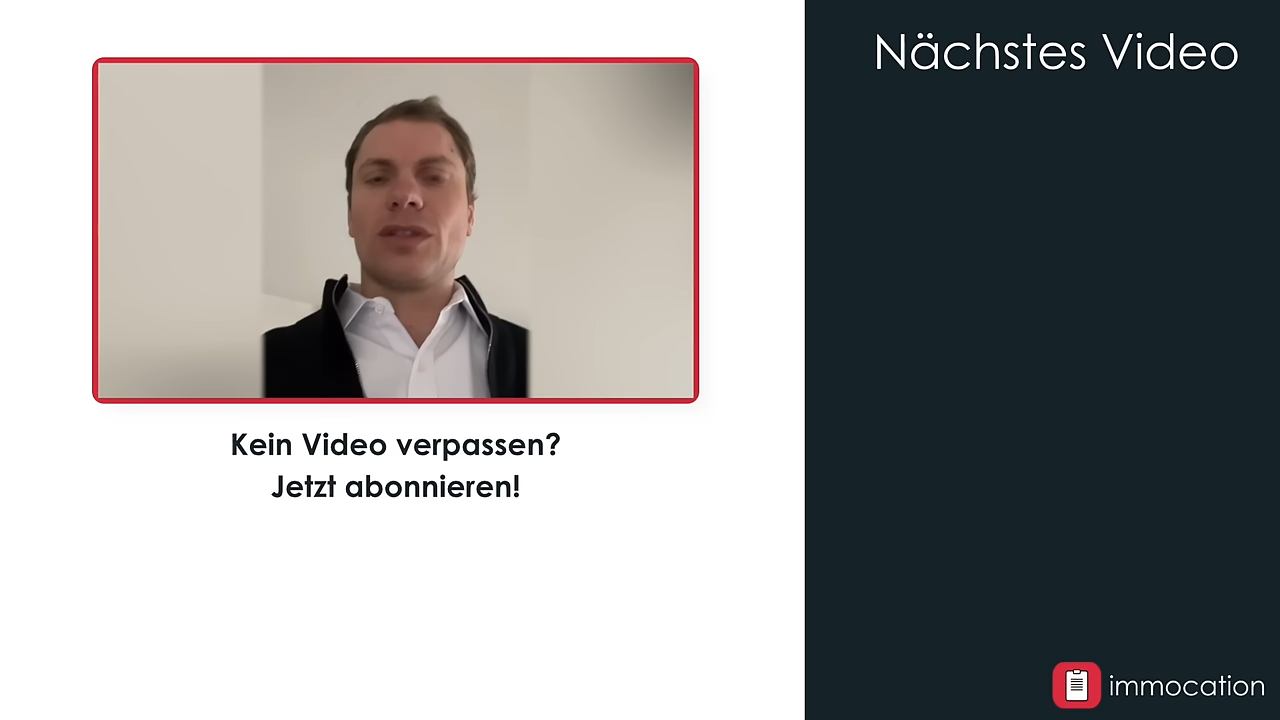 Nächstes Video
Kein Video verpassen?
Jetzt abonnieren!
immocation